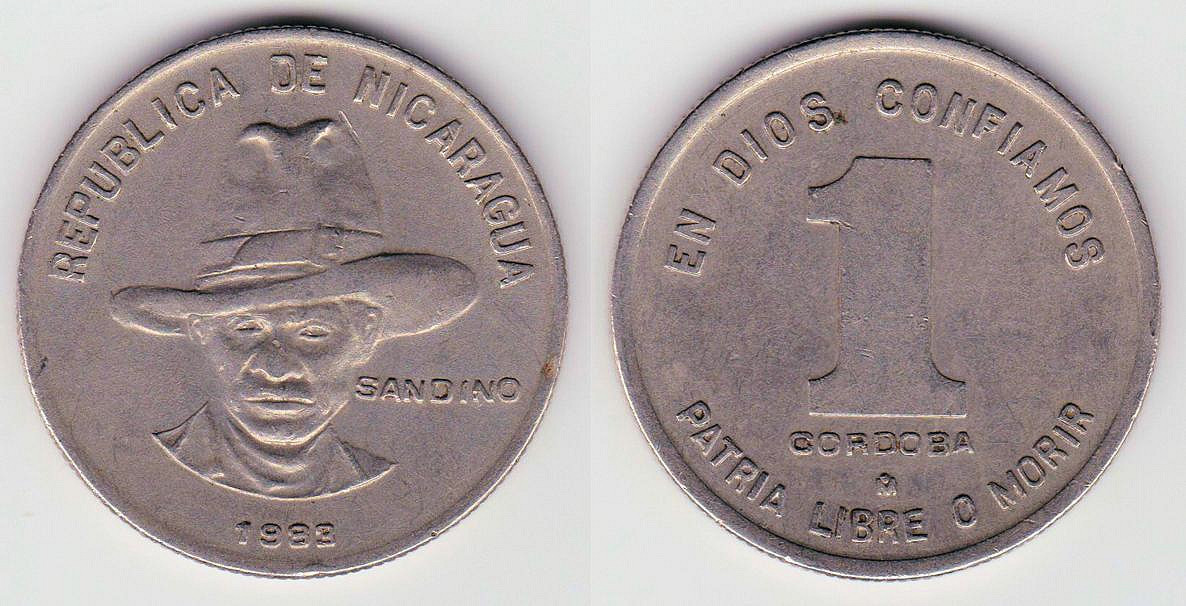 REPUBLICA DE NICARAGUA
SANDINO
1983
EN DIOS CONFIAMOS
1
CORDOBA
M
PATRIA LIBRE O MORIR